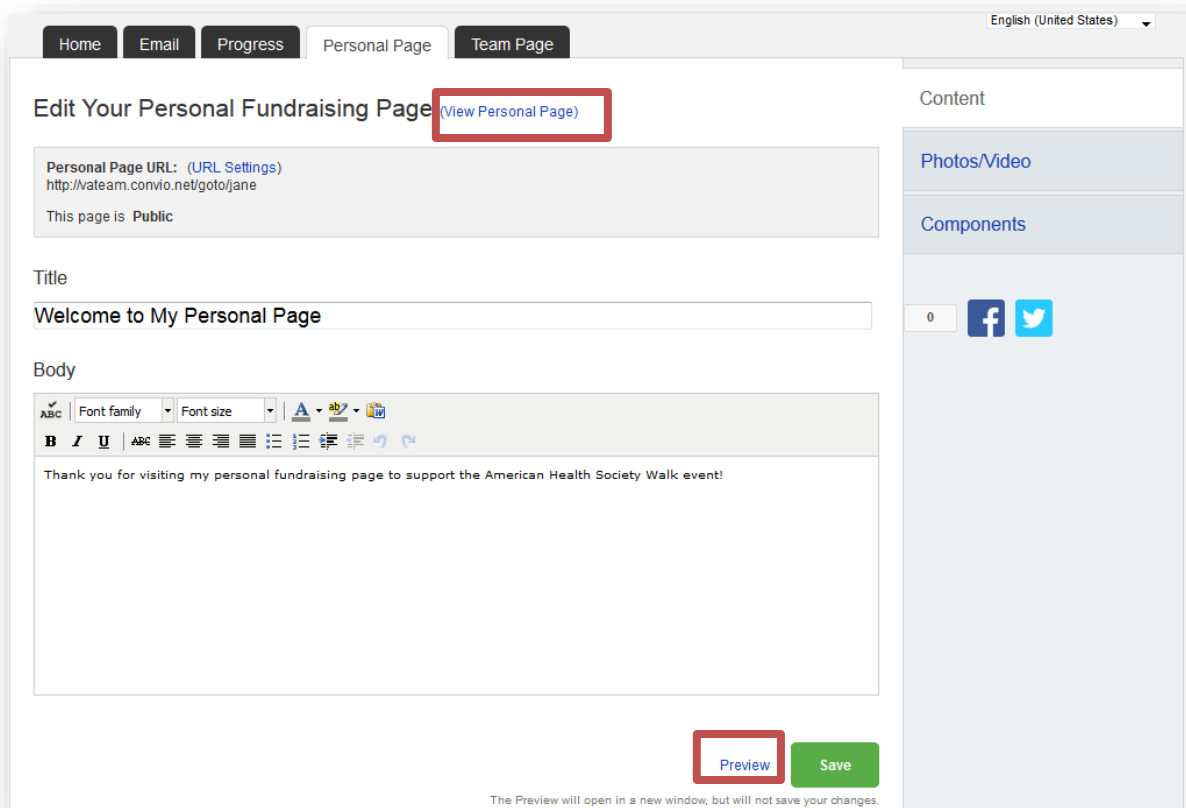 English (United States)
Home Email Progress Personal Page Team Page
Edit Your Personal Fundraising Page (View Personal Page)
Content
Personal Page URL: (URL Settings)
http://vateam.convio.net/goto/jane
This page is Public
Photos/Video
Components
Title
Welcome to My Personal Page
0
Body
ABC Font family Font size A ab
B I U ABC
Thank you for visiting my personal fundraising page to support the American Health Society Walk event!
Preview Save
The Preview will open in a new window, but will not save your changes.